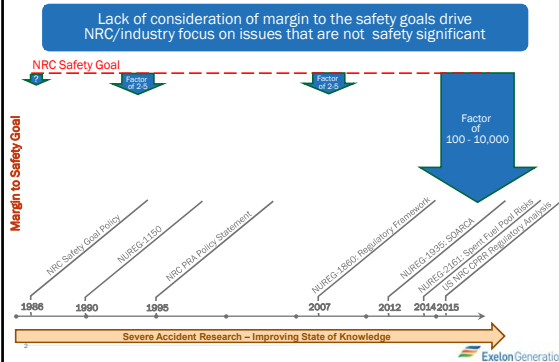 Lack of consideration of margin to the safety goals drive
NRC/industry focus on issues that are not safety significant
NRC Safety Goal
?
Factor
of 2-5
Factor
of 2-5
Factor
of
100 - 10,000
Margin to Safety Goal
NRC Safety Goal Policy
NUREG-1150
NRC PRA Policy Statement
NUREG-1860: Regulatory Framework
NUREG-1935: SOARCA
NUREG-2161: Spent Fuel Pool Risks
US NRC CPRR Regulatory Analysis
1986
1990
1995
2007
2012
2014
2015
Severe Accident Research – Improving State of Knowledge
2
Exelon Generatio